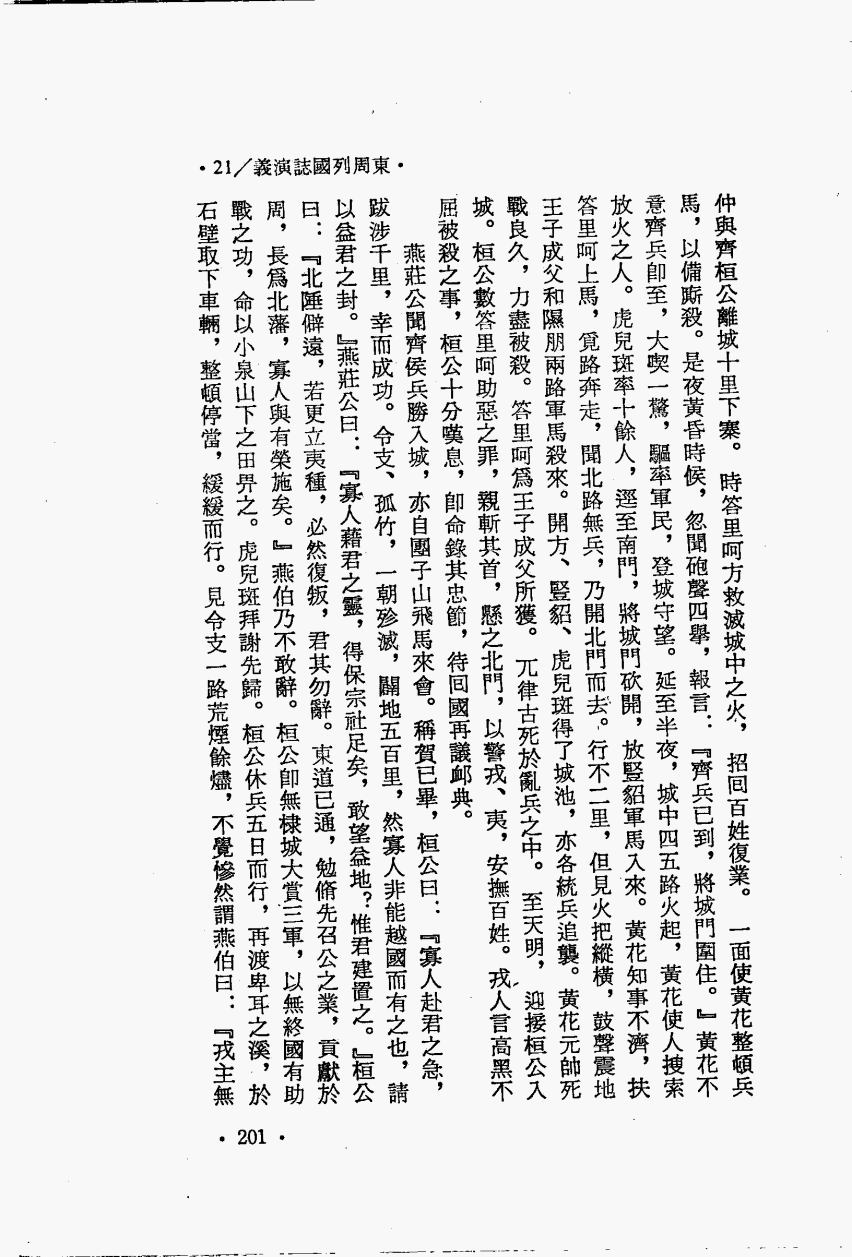 ·東周列國誌演義/21·
仲與齊桓公離城十里下寨。時答里呵方救滅城中之火，招回百姓復業。一面使黃花整頓兵
馬，以備廝殺。是夜黃昏時候，忽聞砲聲四舉，報言：『齊兵已到，將城門圍住。』黃花不
意齊兵卽至，大喫一驚，驅率軍民，登城守望。延至半夜，城中四五路火起，黃花使人搜索
放火之人。虎兒斑率十餘人，逕至南門，將城門砍開，放豎貂軍馬入來。黃花知事不濟，扶
答里呵上馬，覓路奔走，聞北路無兵，乃開北門而去。行不二里，但見火把縱橫，鼓聲震地
王子成父和隰朋兩路軍馬殺來。開方、豎貂、虎兒斑得了城池，亦各統兵追襲。黃花元帥死
戰良久，力盡被殺。答里呵爲王子成父所獲。兀律古死於亂兵之中。至天明，迎接桓公入
城。桓公數答里呵助惡之罪，親斬其首，懸之北門，以警戎、夷，安撫百姓。戎人言高黑不
屈被殺之事，桓公十分嘆息，卽命錄其忠節，待回國再議卹典。
燕莊公聞齊侯兵勝入城，亦自團子山飛馬來會。稱賀已畢，桓公曰：『寡人赴君之急，
跋涉千里，幸而成功。令支、孤竹，一朝殄滅，闢地五百里，然寡人非能越國而有之也，請
以益君之封。』燕莊公曰：『寡人藉君之靈，得保宗社足矣，敢望益地？惟君建置之。』桓公
曰：『北陲僻遠，若更立夷種，必然復叛，君其勿辭。東道已通，勉脩先召公之業，貢獻於
周，長爲北藩，寡人與有榮施矣。』燕伯乃不敢辭。桓公卽無棣城大賞三軍，以無終國有助
戰之功，命以小泉山下之田畀之。虎兒斑拜謝先歸。桓公休兵五日而行，再渡卑耳之溪，於
石壁取下車輛，整頓停當，緩緩而行。見令支一路荒煙餘燼，不覺慘然謂燕伯曰：『戎主無
·201·